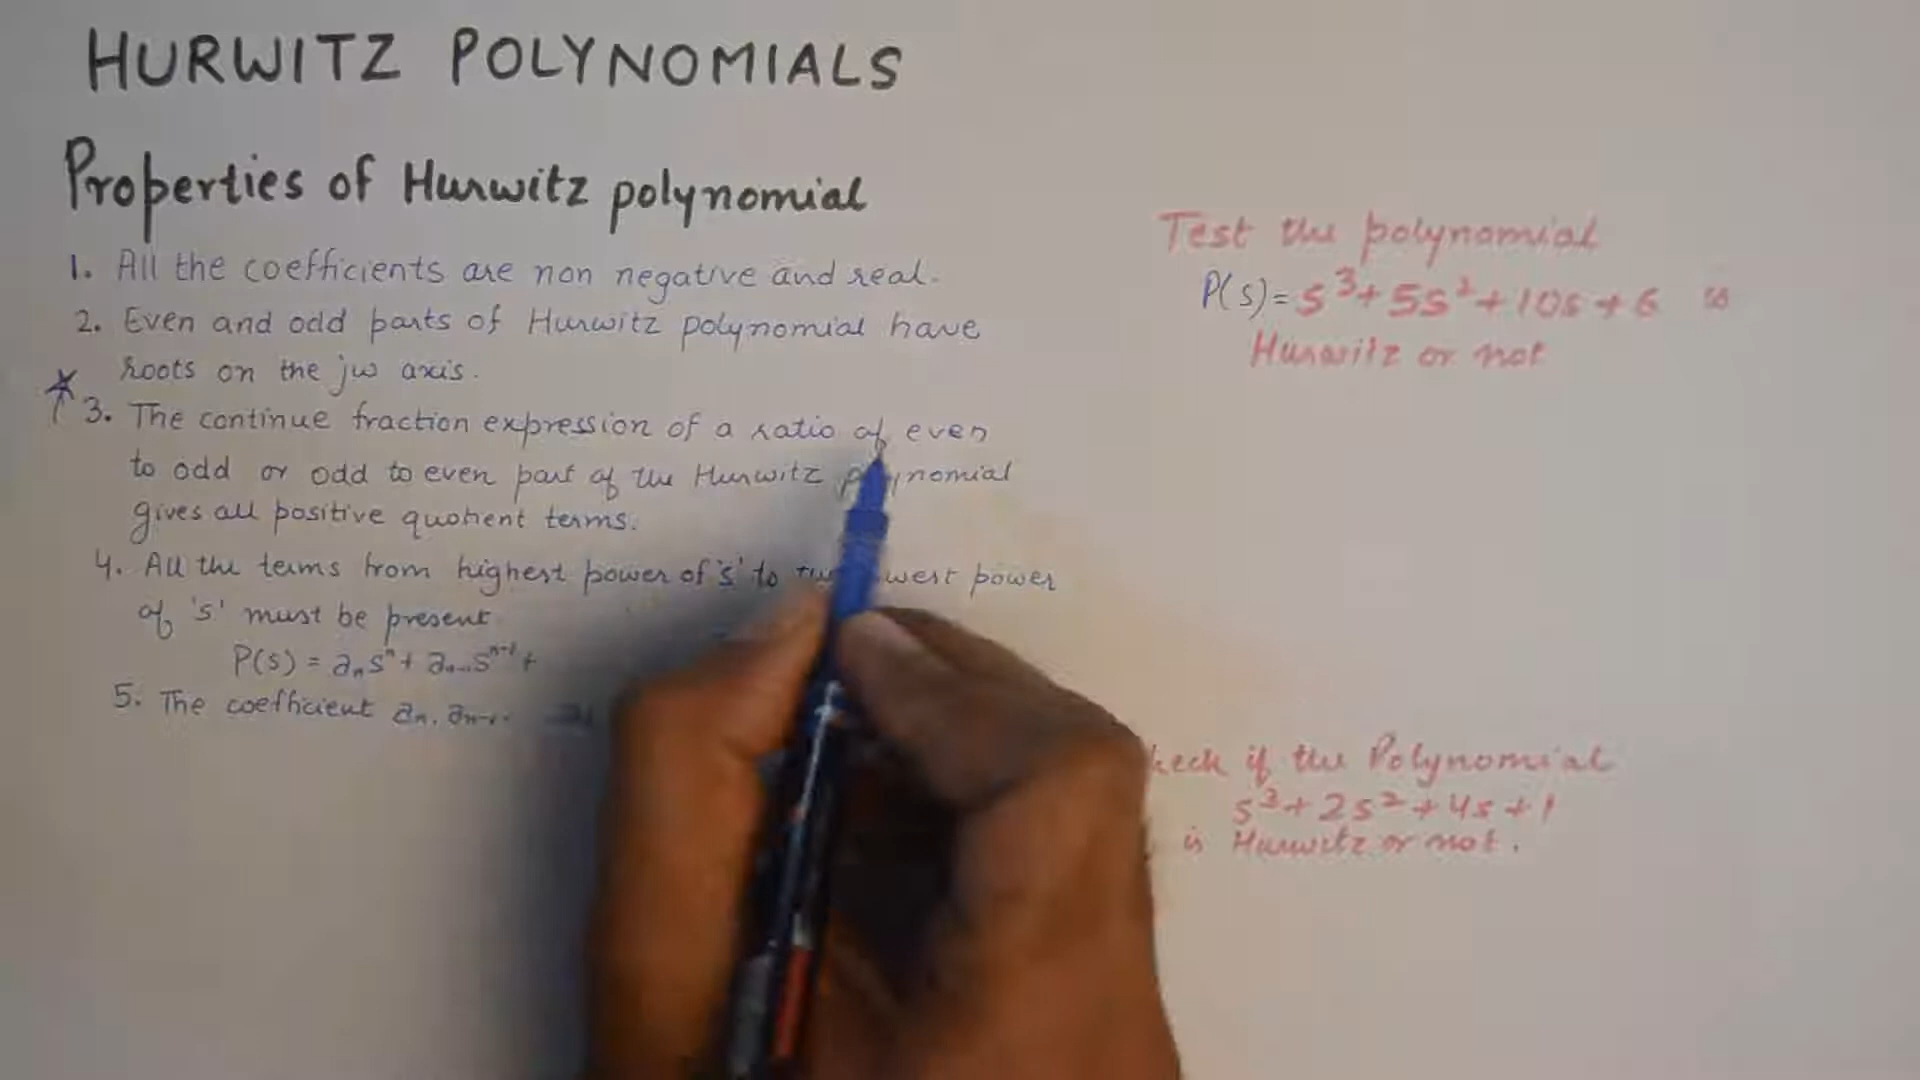 HURWITZ POLYNOMIALS
Properties of Hurwitz polynomial
1. All the coefficients are non negative and real.
2. Even and odd parts of Hurwitz polynomial have
roots on the jw axis.
3. The continue fraction expression of a ratio of even
to odd or odd to even part of the Hurwitz polynomial
gives all positive quotient terms.
4. All the terms from highest power of 's' to power
of 's' must be present.
P(s) = aₙsⁿ + aₙ₋₁sⁿ⁻¹ +
5. The coefficient aₙ, aₙ₋₁
Test the polynomial
P(s) = s³ + 5s² + 10s + 6 is
Hurwitz or not
if the Polynomial
s³ + 2s² + 4s + 1
is Hurwitz or not.